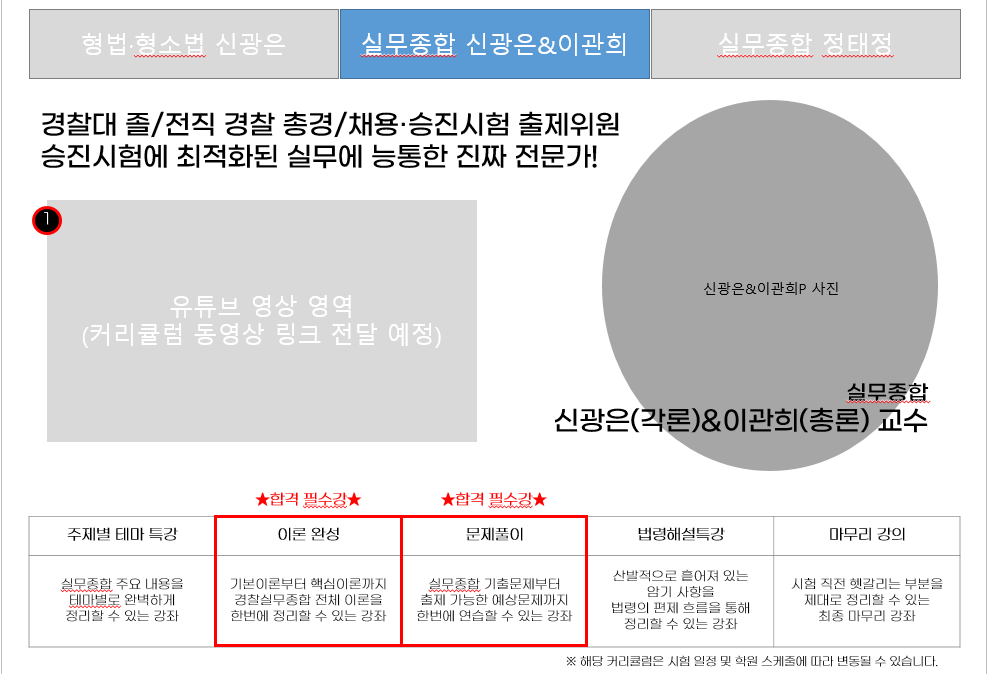 형법·형소법 신광은
실무종합 신광은&이관희
실무종합 정태정
경찰대 졸/전직 경찰 총경/채용·승진시험 출제위원
승진시험에 최적화된 실무에 능통한 진짜 전문가!
1
유튜브 영상 영역
(커리큘럼 동영상 링크 전달 예정)
신광은&이관희P 사진
실무종합
신광은(각론)&이관희(총론) 교수
★합격 필수강★
★합격 필수강★
주제별 테마 특강
이론 완성
문제풀이
법령해설특강
마무리 강의
실무종합 주요 내용을
테마별로 완벽하게
정리할 수 있는 강좌
기본이론부터 핵심이론까지
경찰실무종합 전체 이론을
한번에 정리할 수 있는 강좌
실무종합 기출문제부터
출제 가능한 예상문제까지
한번에 연습할 수 있는 강좌
산발적으로 흩어져 있는
암기 사항을
법령의 편제 흐름을 통해
정리할 수 있는 강좌
시험 직전 헷갈리는 부분을
제대로 정리할 수 있는
최종 마무리 강좌
※ 해당 커리큘럼은 시험 일정 및 학원 스케줄에 따라 변동될 수 있습니다.